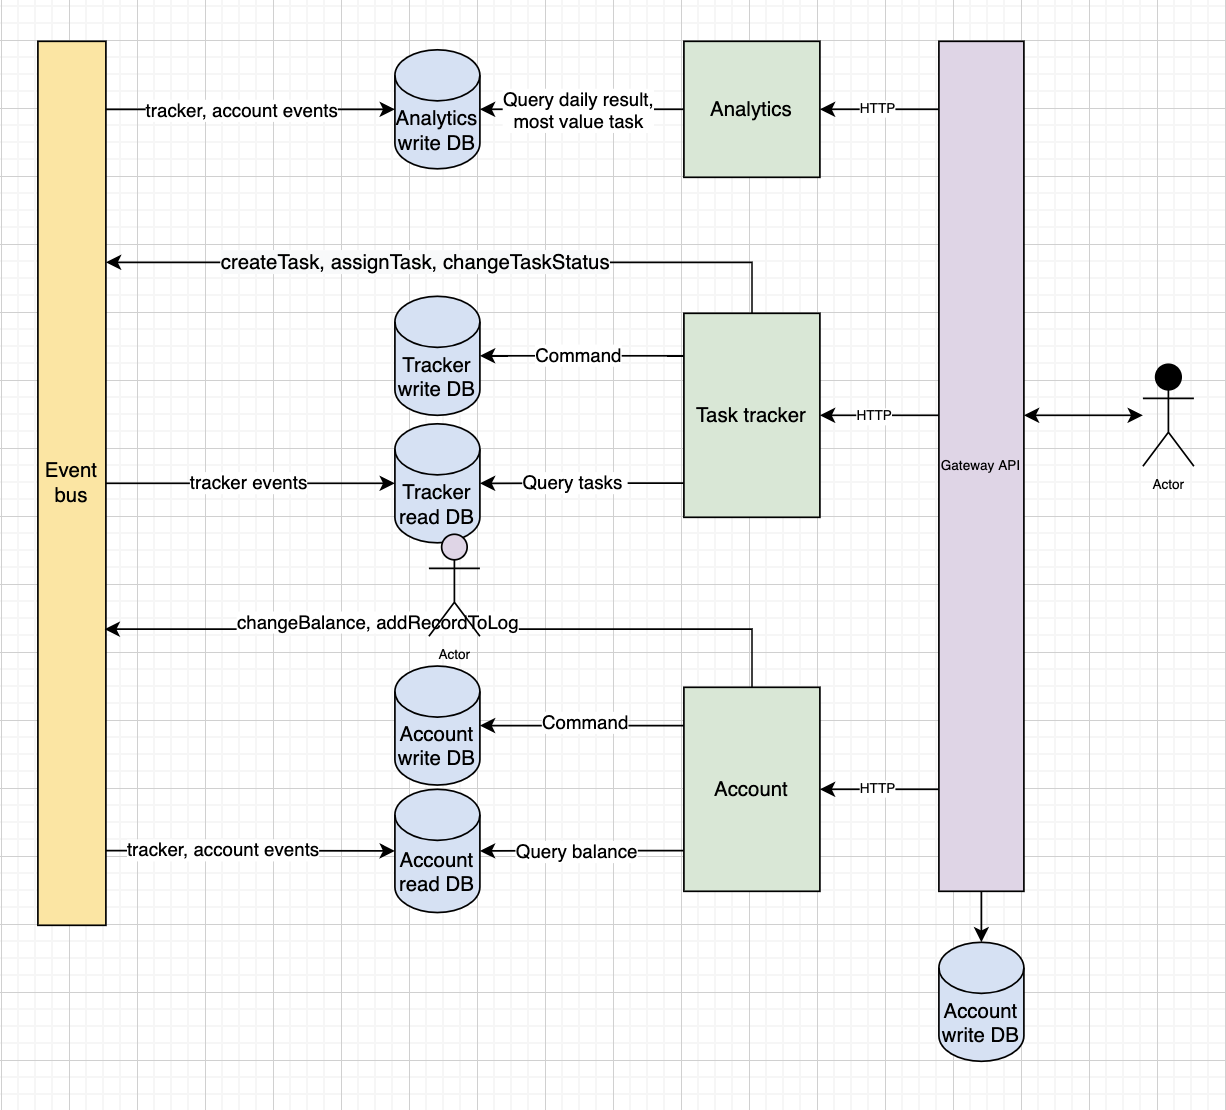 tracker, account events
Analytics
write DB
Query daily result,
most value task
Analytics
HTTP
createTask, assignTask, changeTaskStatus
Tracker
write DB
Command
Task tracker
HTTP
Event
bus
tracker events
Tracker
read DB
Query tasks
Gateway API
Actor
changeBalance, addRecordToLog
Actor
Account
write DB
Command
Account
HTTP
tracker, account events
Account
read DB
Query balance
Account
write DB